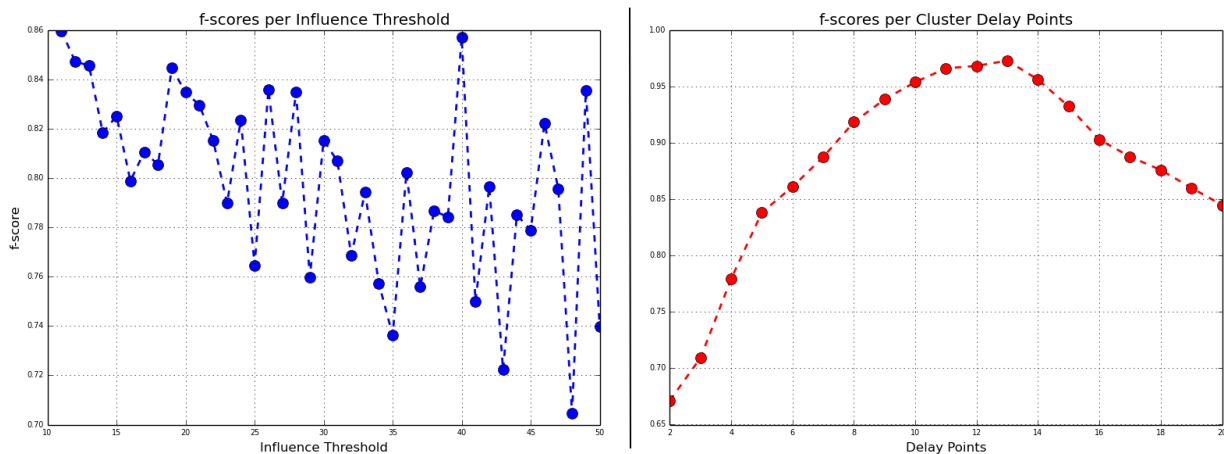 f-scores per Influence Threshold
0.86
0.84
0.82
0.80
0.78
0.76
0.74
0.72
0.70
f-score
10 15 20 25 30 35 40 45 50
Influence Threshold
f-scores per Cluster Delay Points
1.00
0.95
0.90
0.85
0.80
0.75
0.70
0.65
2 4 6 8 10 12 14 16 18 20
Delay Points